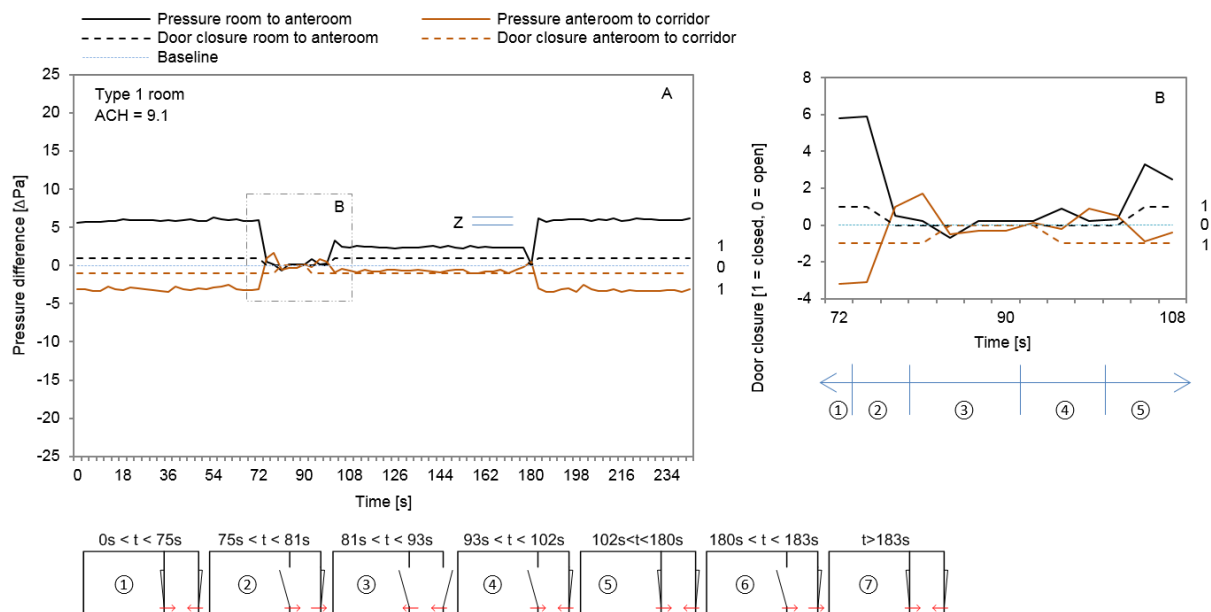 Pressure room to anteroom
Pressure anteroom to corridor
Door closure room to anteroom
Door closure anteroom to corridor
Baseline
Pressure difference [ΔPa]
25
20
15
10
5
0
-5
-10
-15
-20
-25
Type 1 room
ACH = 9.1
A
B
Z
1
0
1
0 18 36 54 72 90 108 126 144 162 180 198 216 234
Time [s]
Door closure [1 = closed, 0 = open]
8
6
4
2
0
-2
-4
B
1
0
1
72 90 108
Time [s]
① ② ③ ④ ⑤
0s < t < 75s 75s < t < 81s 81s < t < 93s 93s < t < 102s 102s<t<180s 180s < t < 183s t>183s
① ② ③ ④ ⑤ ⑥ ⑦